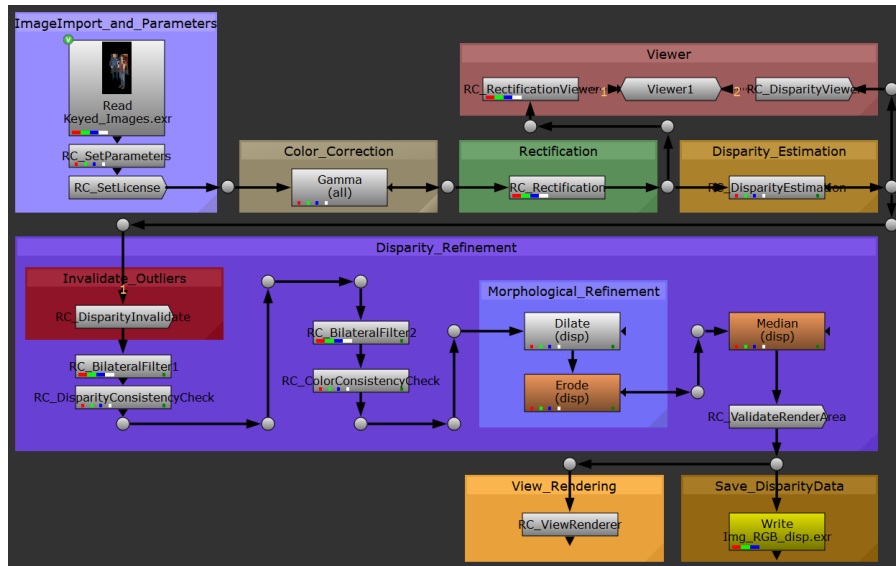 ImageImport_and_Parameters
V
Read
Keyed_Images.exr
RC_SetParameters
RC_SetLicense
Color_Correction
Gamma
(all)
Viewer
RC_RectificationViewer
1
Viewer1
2
RC_DisparityViewer
Rectification
RC_Rectification
Disparity_Estimation
RC_DisparityEstimation
Disparity_Refinement
Invalidate_Outliers
1
RC_DisparityInvalidate
RC_BilateralFilter1
RC_DisparityConsistencyCheck
RC_BilateralFilter2
RC_ColorConsistencyCheck
Morphological_Refinement
Dilate
(disp)
Erode
(disp)
Median
(disp)
RC_ValidateRenderArea
View_Rendering
RC_ViewRenderer
Save_DisparityData
Write
Img_RGB_disp.exr